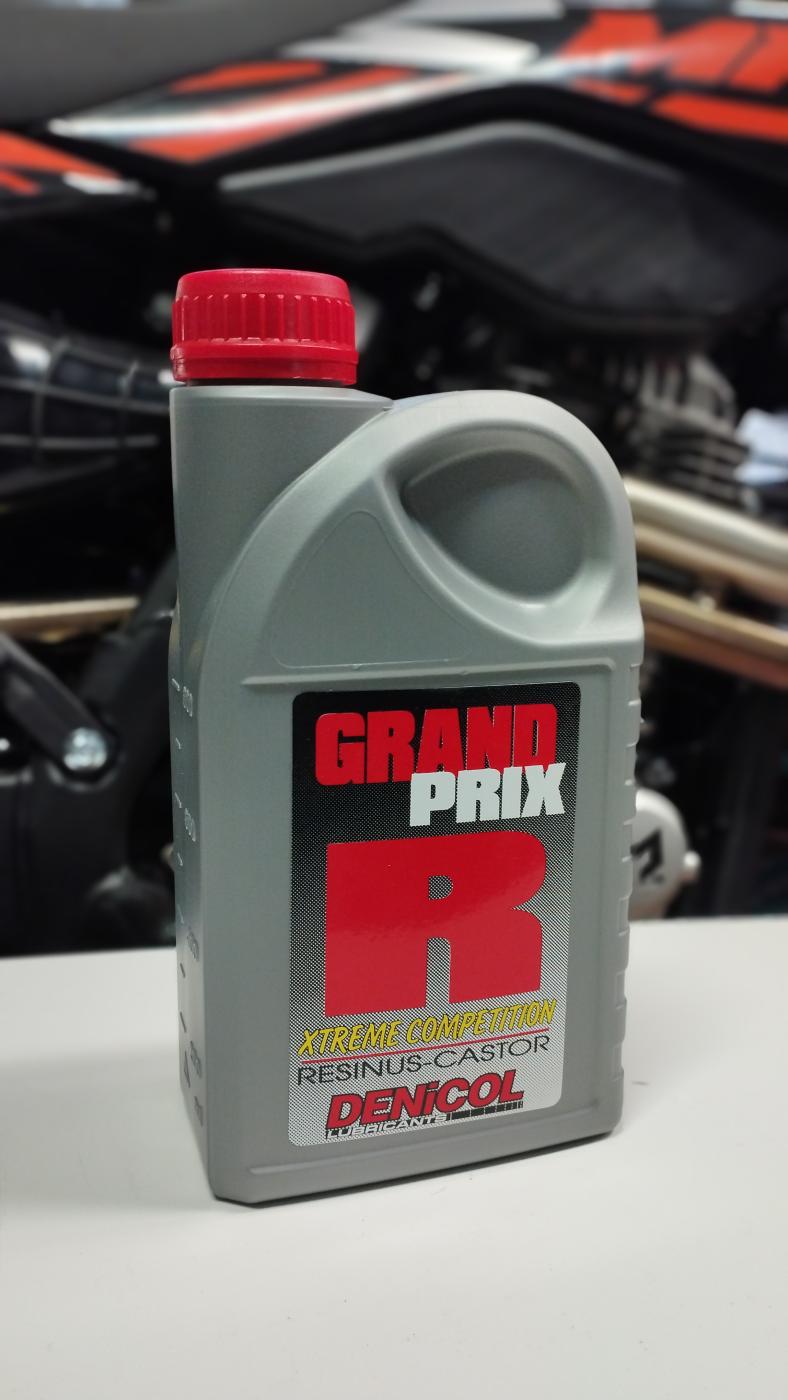 GRAND
PRIX
R
XTREME COMPETITION
RESINUS-CASTOR
DENiCOL
LUBRICANTS